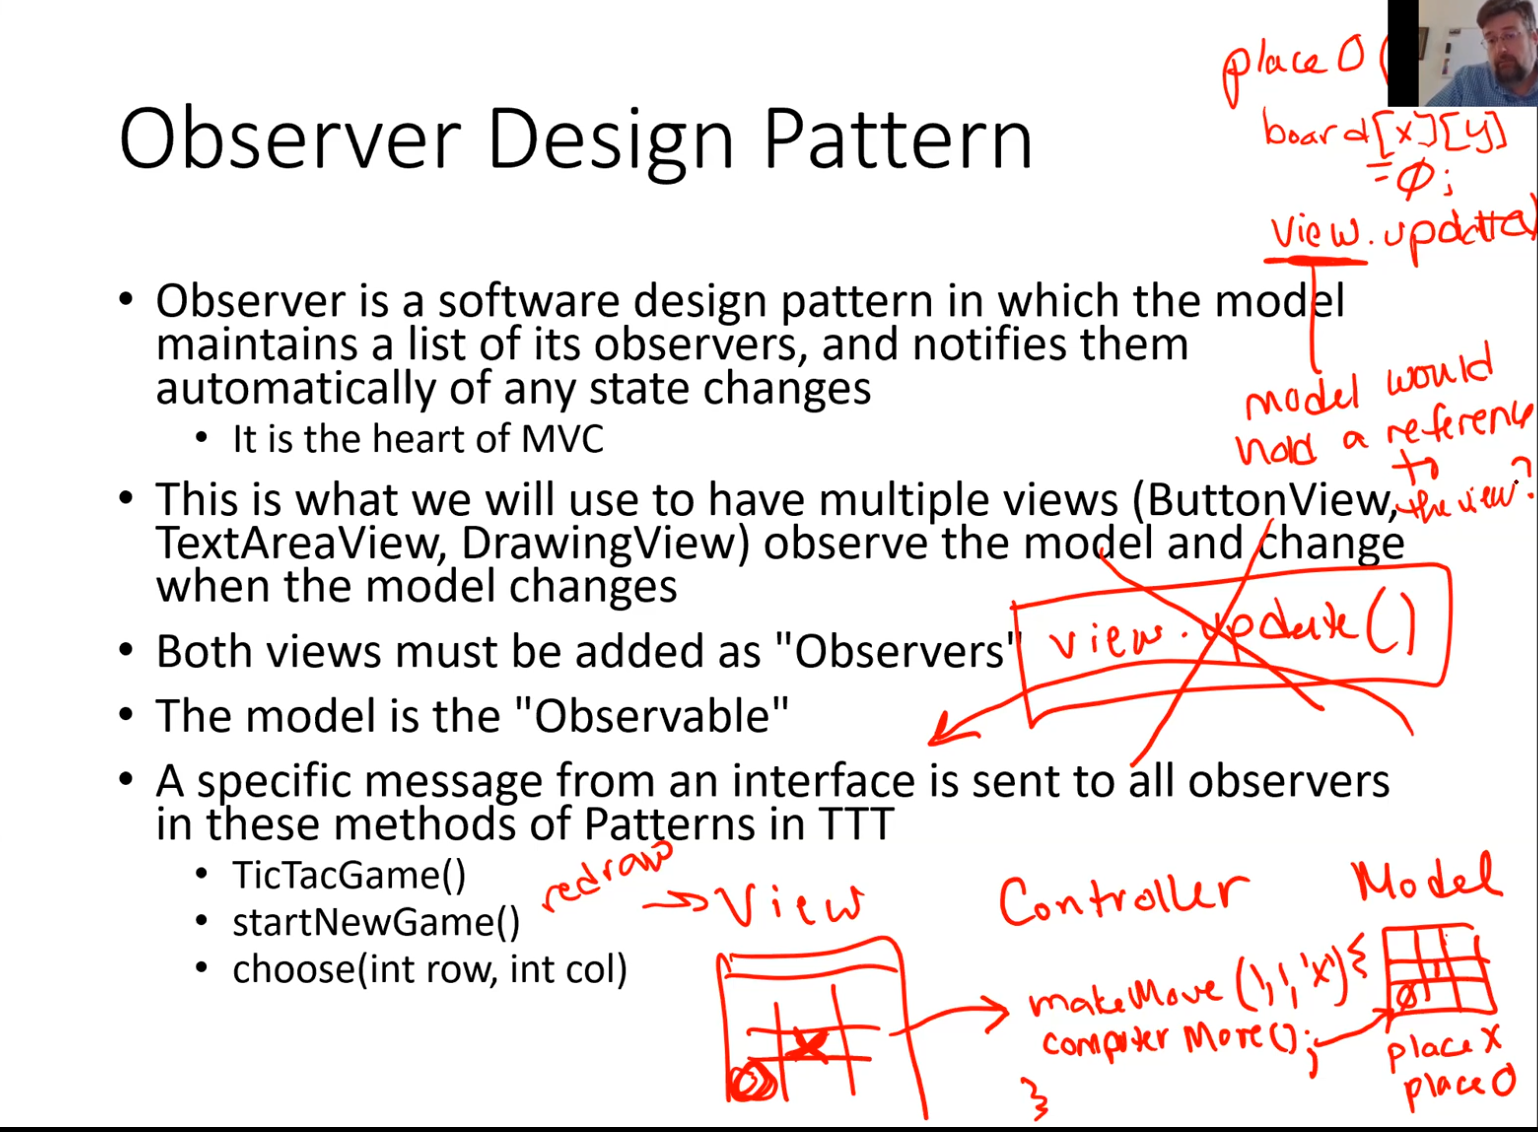 Observer Design Pattern
• Observer is a software design pattern in which the model
maintains a list of its observers, and notifies them
automatically of any state changes
• It is the heart of MVC
• This is what we will use to have multiple views (ButtonView,
TextAreaView, DrawingView) observe the model and change
when the model changes
• Both views must be added as "Observers"
• The model is the "Observable"
• A specific message from an interface is sent to all observers
in these methods of Patterns in TTT
• TicTacGame()
• startNewGame()
• choose(int row, int col)
placeO(
board[x][y]
=O;
view.update
model would
hold a reference
to
the view?
view.update()
redraw
→ View
Controller
Model
makeMove(1,1,'X'){
computerMove();
}
placeX
placeO